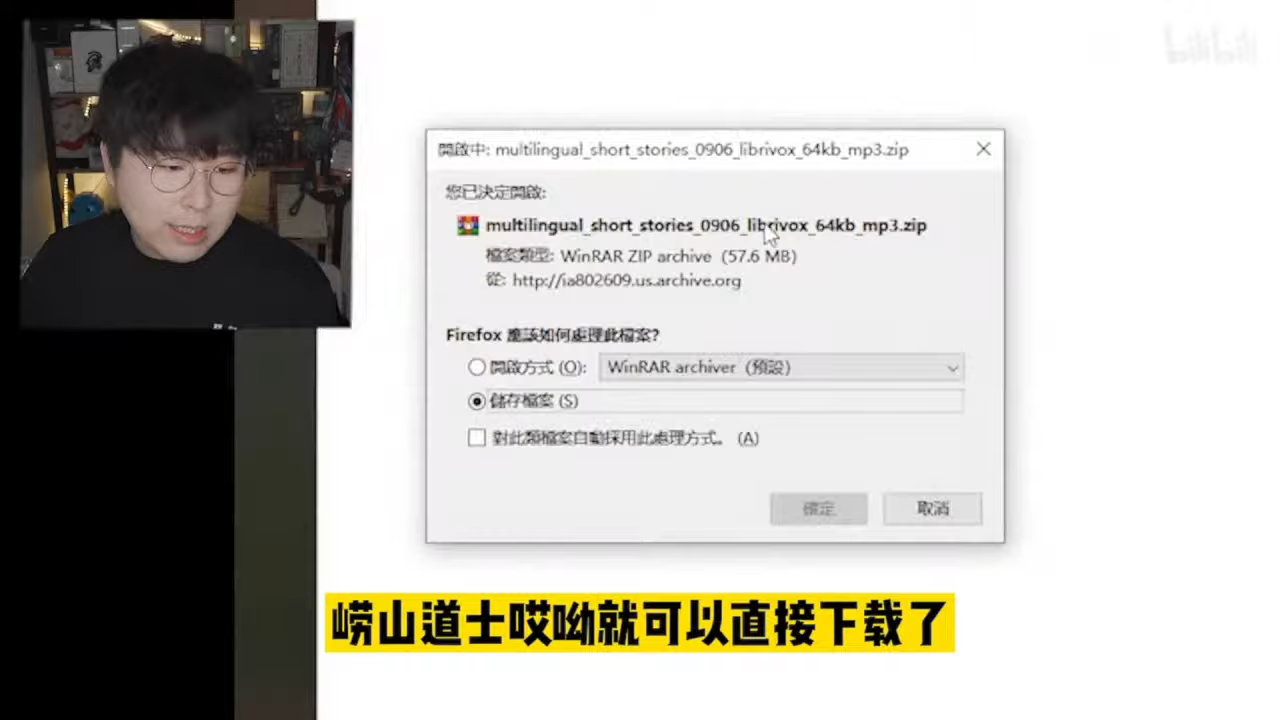 bilibili
開啟中: multilingual_short_stories_0906_librivox_64kb_mp3.zip
您已決定開啟:
multilingual_short_stories_0906_librivox_64kb_mp3.zip
檔案類型: WinRAR ZIP archive (57.6 MB)
從: http://ia802609.us.archive.org
Firefox 應該如何處理此檔案?
開啟方式 (O): WinRAR archiver (預設)
儲存檔案 (S)
對此類檔案自動採用此處理方式。 (A)
確定 取消
崂山道士哎呦就可以直接下载了